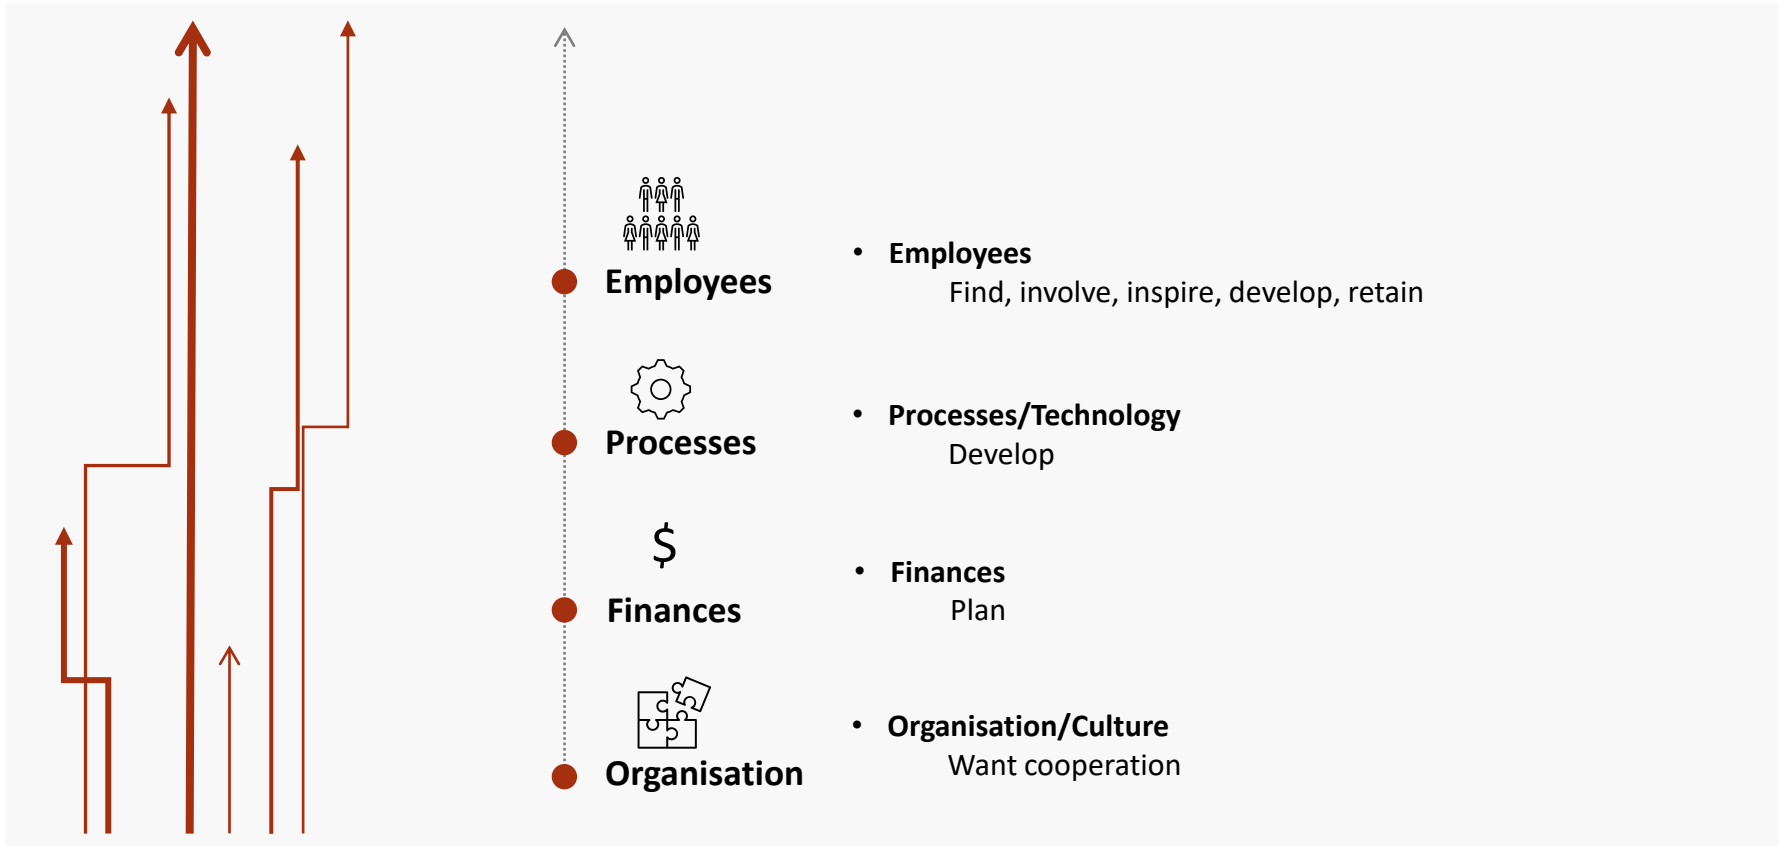 Employees
• Employees
Find, involve, inspire, develop, retain
Processes
• Processes/Technology
Develop
$
Finances
• Finances
Plan
Organisation
• Organisation/Culture
Want cooperation